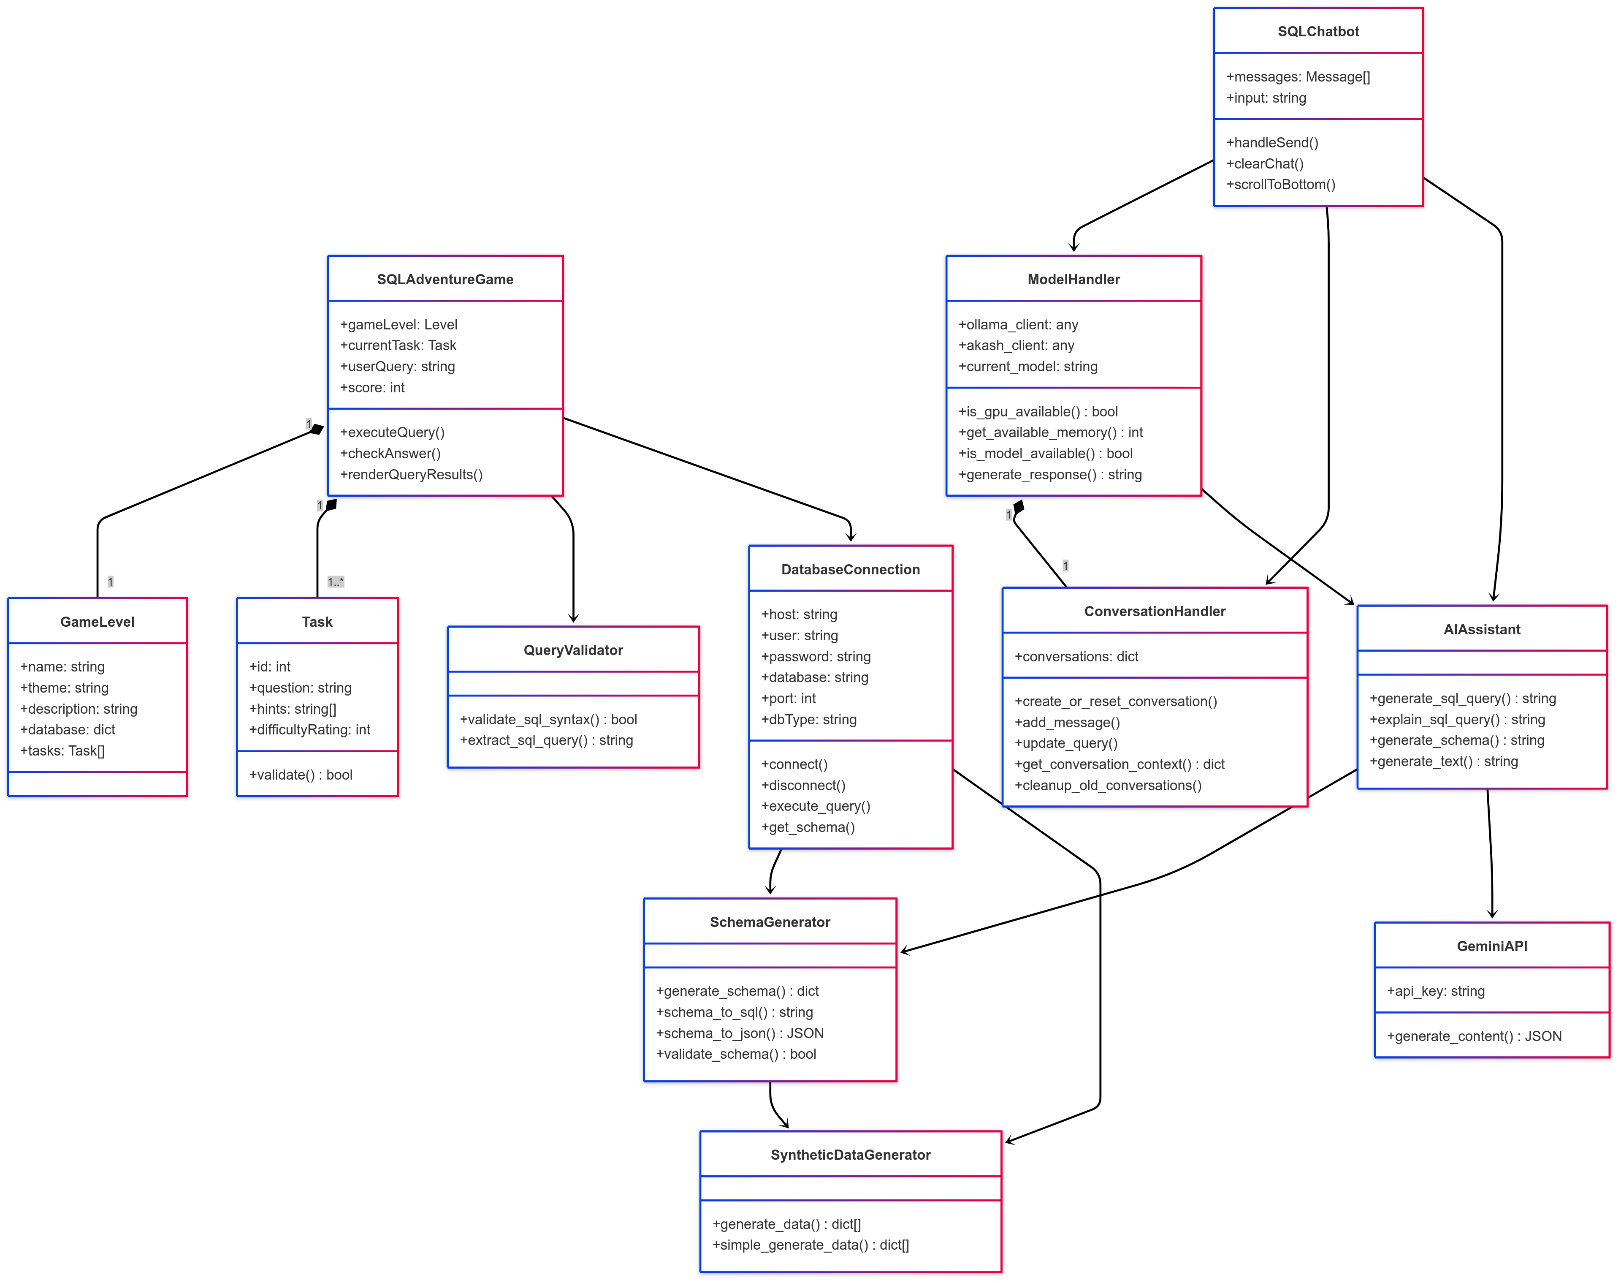 SQLChatbot
+messages: Message[]
+input: string
+handleSend()
+clearChat()
+scrollToBottom()
SQLAdventureGame
+gameLevel: Level
+currentTask: Task
+userQuery: string
+score: int
+executeQuery()
+checkAnswer()
+renderQueryResults()
ModelHandler
+ollama_client: any
+akash_client: any
+current_model: string
+is_gpu_available() : bool
+get_available_memory() : int
+is_model_available() : bool
+generate_response() : string
1
1
1
1
1..*
1
GameLevel
+name: string
+theme: string
+description: string
+database: dict
+tasks: Task[]
Task
+id: int
+question: string
+hints: string[]
+difficultyRating: int
+validate() : bool
QueryValidator
+validate_sql_syntax() : bool
+extract_sql_query() : string
DatabaseConnection
+host: string
+user: string
+password: string
+database: string
+port: int
+dbType: string
+connect()
+disconnect()
+execute_query()
+get_schema()
ConversationHandler
+conversations: dict
+create_or_reset_conversation()
+add_message()
+update_query()
+get_conversation_context() : dict
+cleanup_old_conversations()
AIAssistant
+generate_sql_query() : string
+explain_sql_query() : string
+generate_schema() : string
+generate_text() : string
SchemaGenerator
+generate_schema() : dict
+schema_to_sql() : string
+schema_to_json() : JSON
+validate_schema() : bool
GeminiAPI
+api_key: string
+generate_content() : JSON
SyntheticDataGenerator
+generate_data() : dict[]
+simple_generate_data() : dict[]